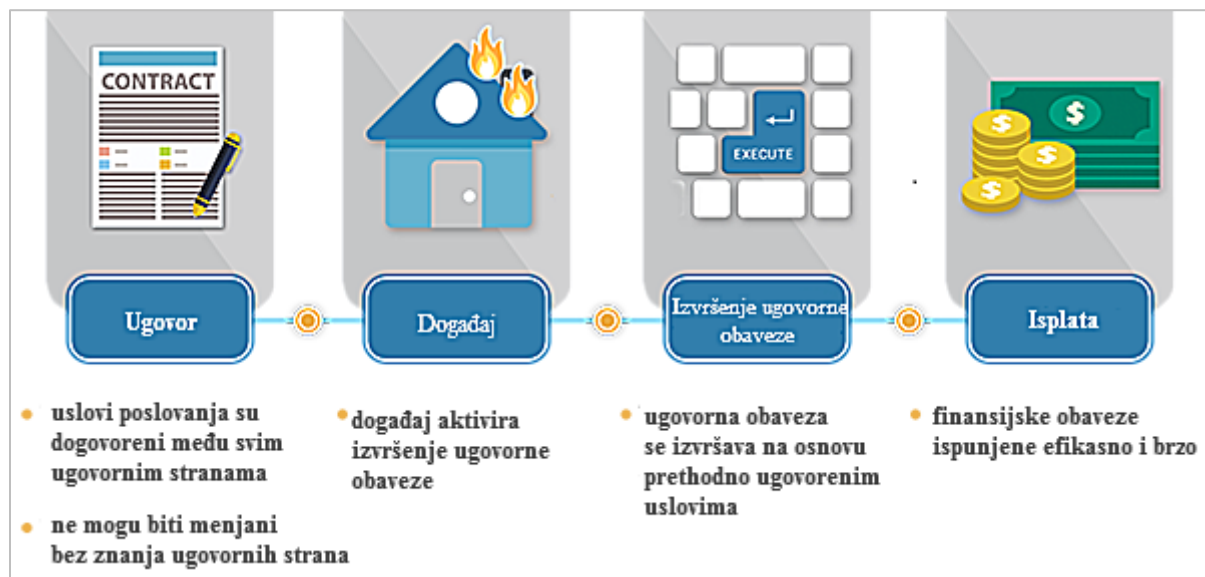 CONTRACT
EXECUTE
$
$
$
$
Ugovor
Događaj
Izvršenje ugovorne
obaveze
Isplata
uslovi poslovanja su
dogovoreni među svim
ugovornim stranama
ne mogu biti menjani
bez znanja ugovornih strana
događaj aktivira
izvršenje ugovorne
obaveze
ugovorna obaveza
se izvršava na osnovu
prethodno ugovorenim
uslovima
finansijske obaveze
ispunjene efikasno i brzo